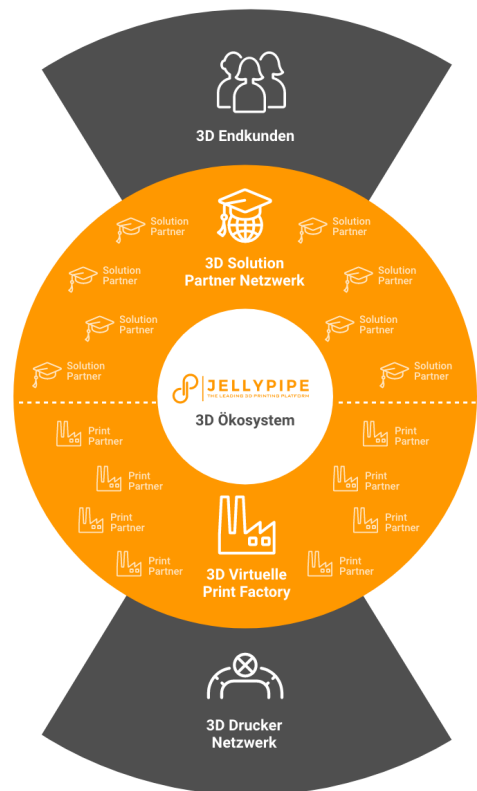 3D Endkunden
Solution
Partner
Solution
Partner
3D Solution
Partner Netzwerk
Solution
Partner
Solution
Partner
Solution
Partner
Solution
Partner
Solution
Partner
Solution
Partner
JELLYPIPE
THE LEADING 3D PRINTING PLATFORM
3D Ökosystem
Print
Partner
Print
Partner
Print
Partner
Print
Partner
Print
Partner
Print
Partner
Print
Partner
Print
Partner
3D Virtuelle
Print Factory
3D Drucker
Netzwerk